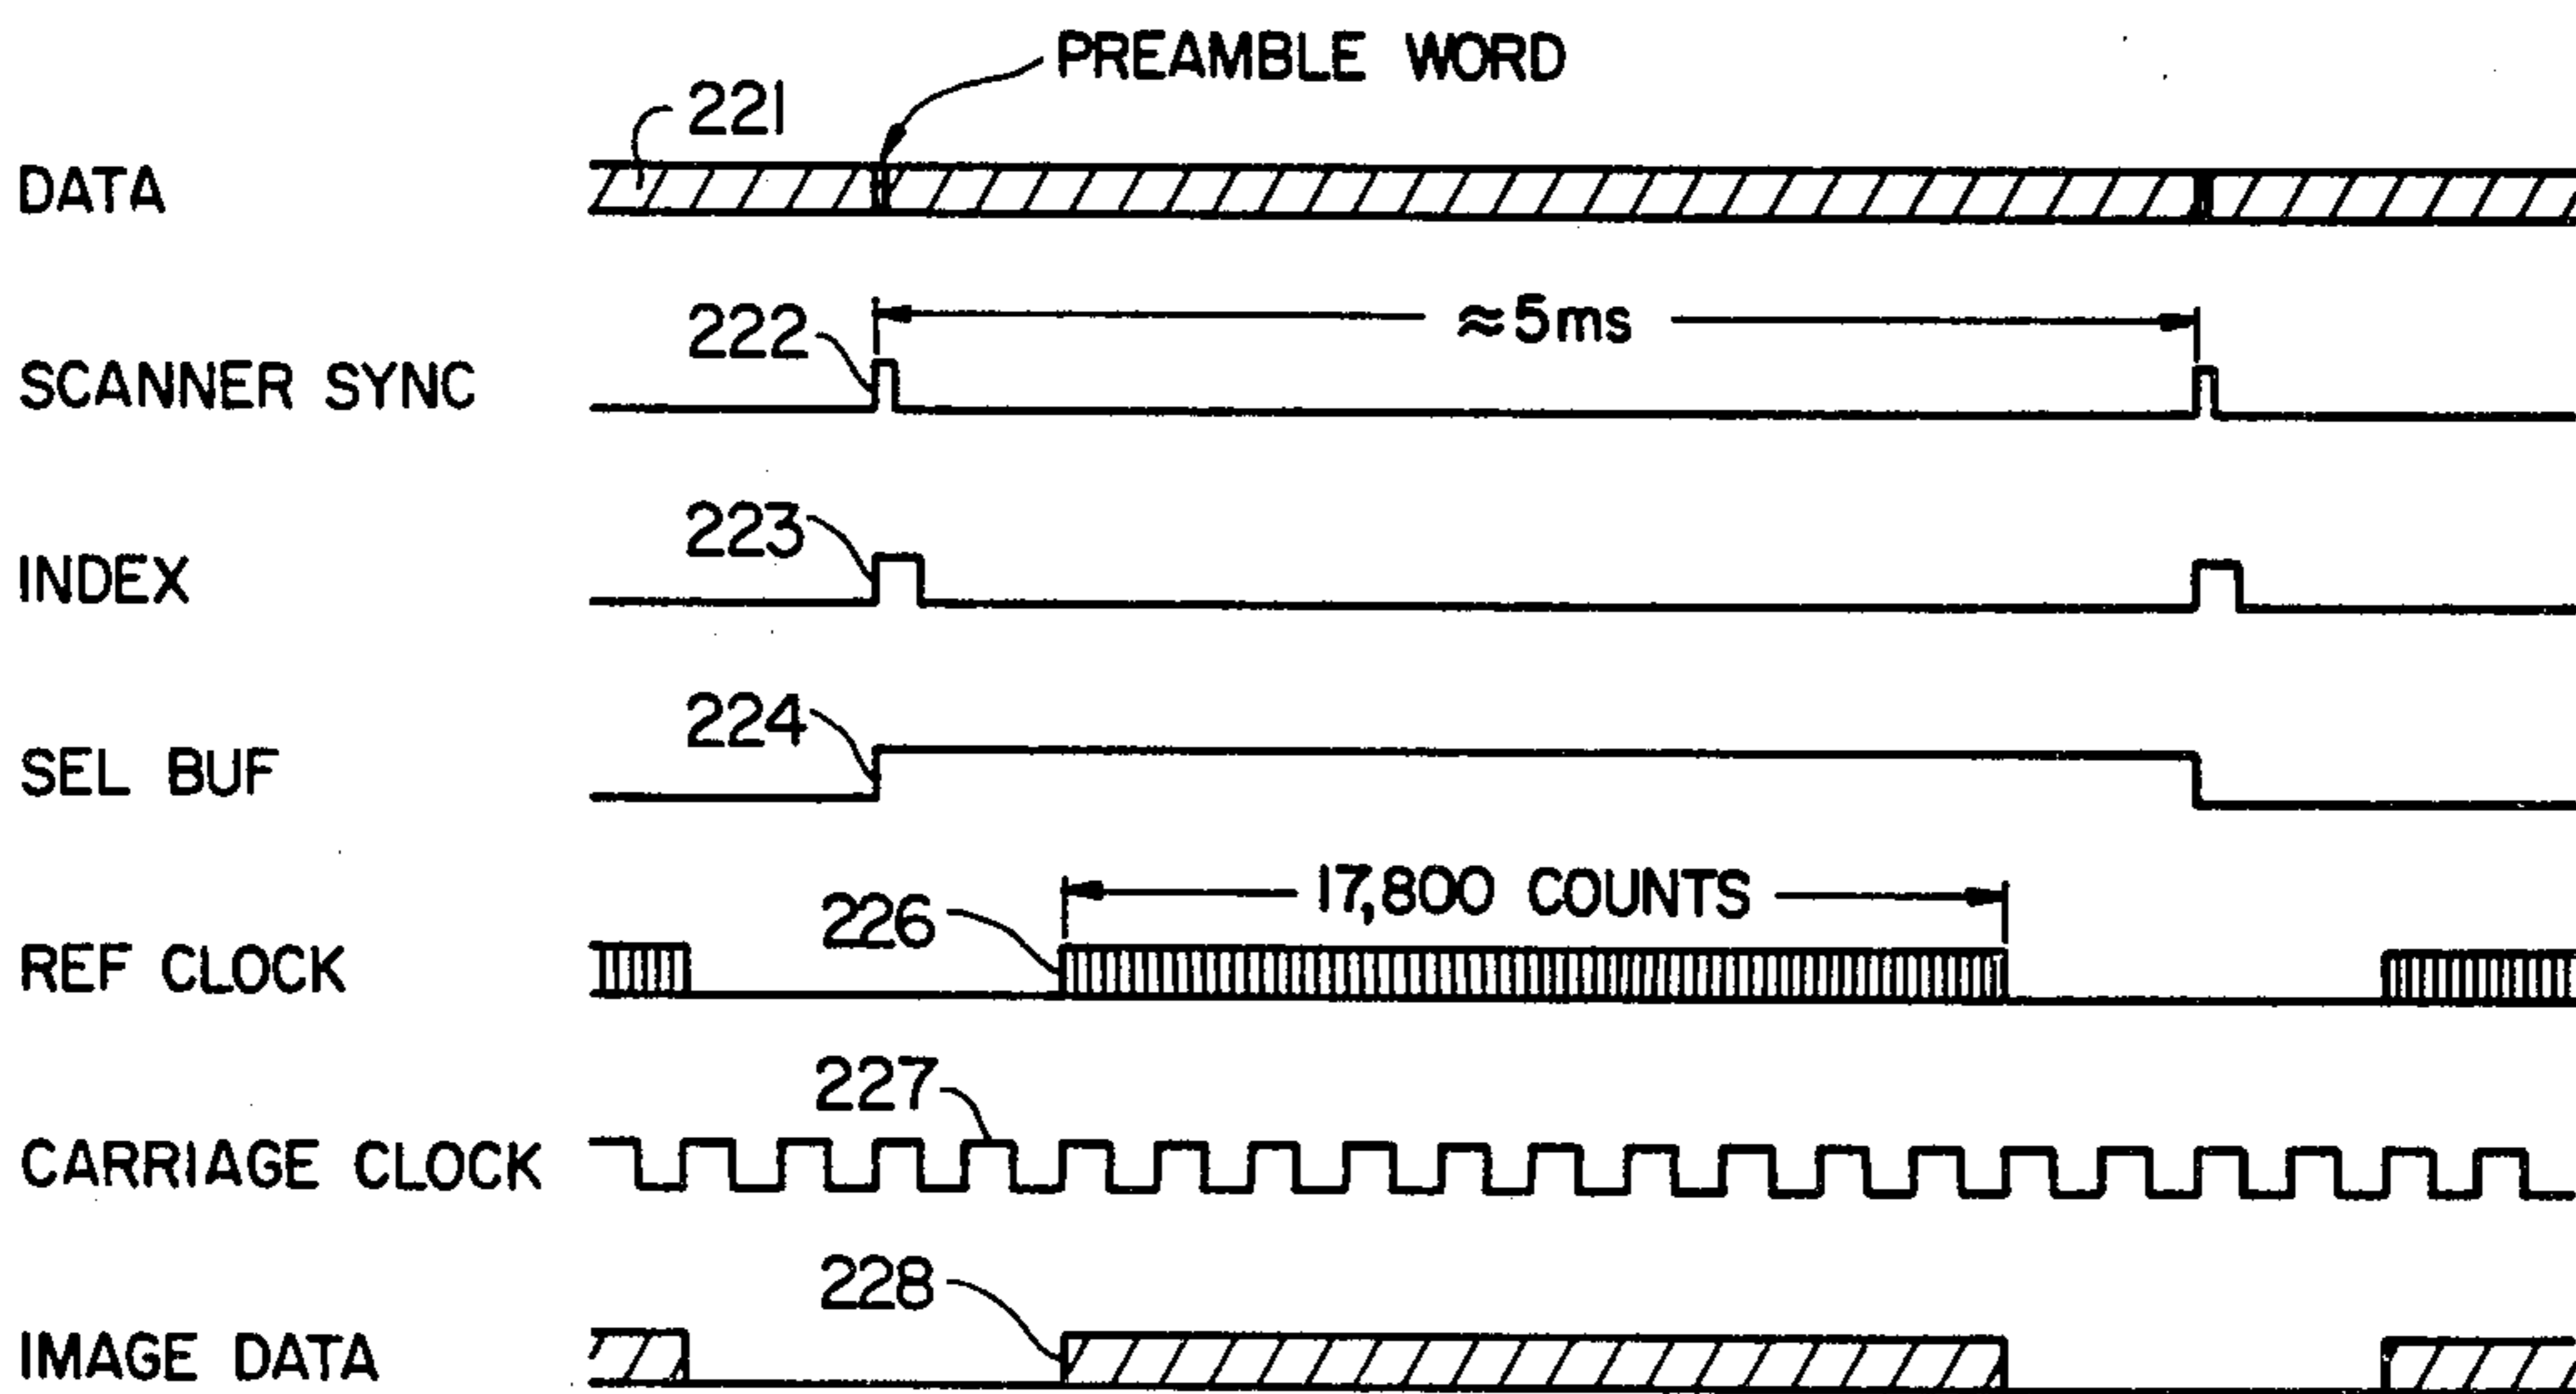 PREAMBLE WORD
221
DATA
222
≈5ms
SCANNER SYNC
223
INDEX
224
SEL BUF
17,800 COUNTS
226
REF CLOCK
227
CARRIAGE CLOCK
228
IMAGE DATA